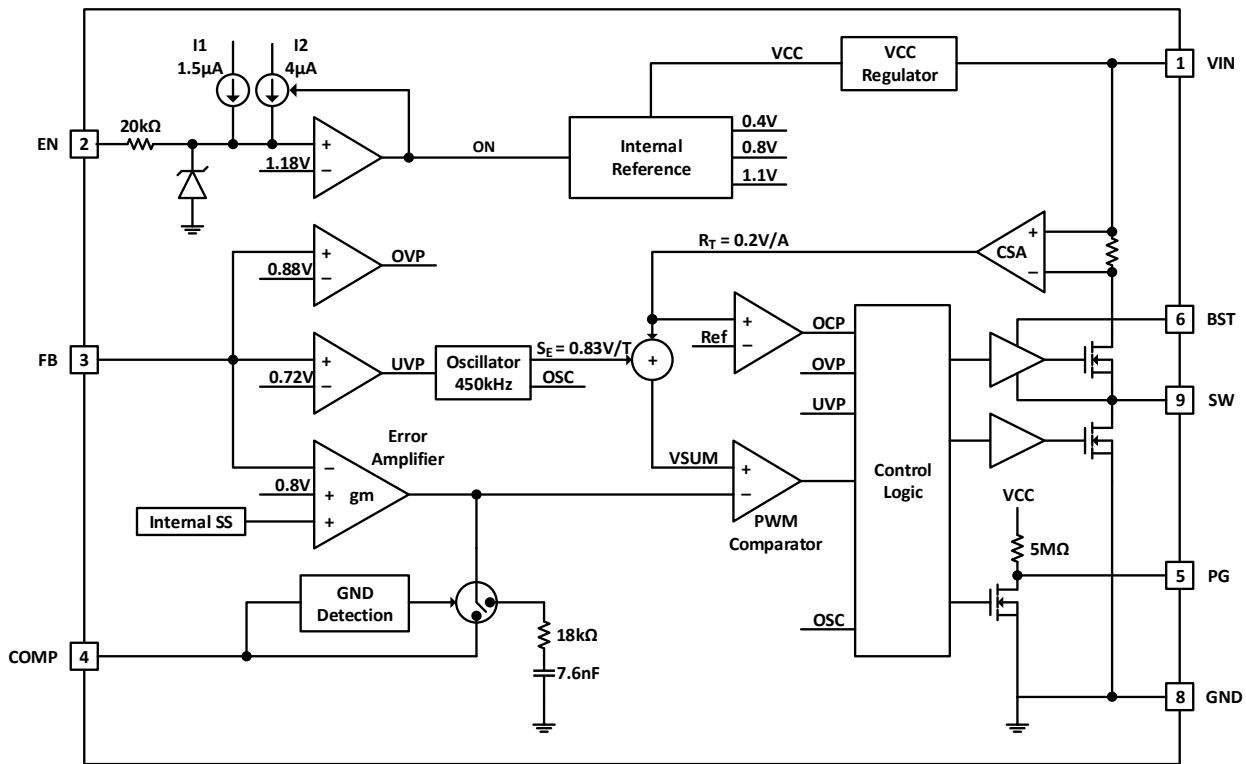 I1
1.5µA
I2
4µA
VCC
VCC
Regulator
1
VIN
EN
2
20kΩ
+
1.18V
−
ON
Internal
Reference
0.4V
0.8V
1.1V
+
0.88V
−
OVP
R_T = 0.2V/A
CSA
+
−
FB
3
+
0.72V
−
UVP
Oscillator
450kHz
S_E = 0.83V/T
OSC
+
+
Ref
−
OCP
OVP
UVP
6
BST
9
SW
Error
Amplifier
−
0.8V
+
gm
Internal SS
+
VSUM
+
−
PWM
Comparator
Control
Logic
VCC
5MΩ
5
PG
GND
Detection
18kΩ
7.6nF
OSC
COMP
4
8
GND